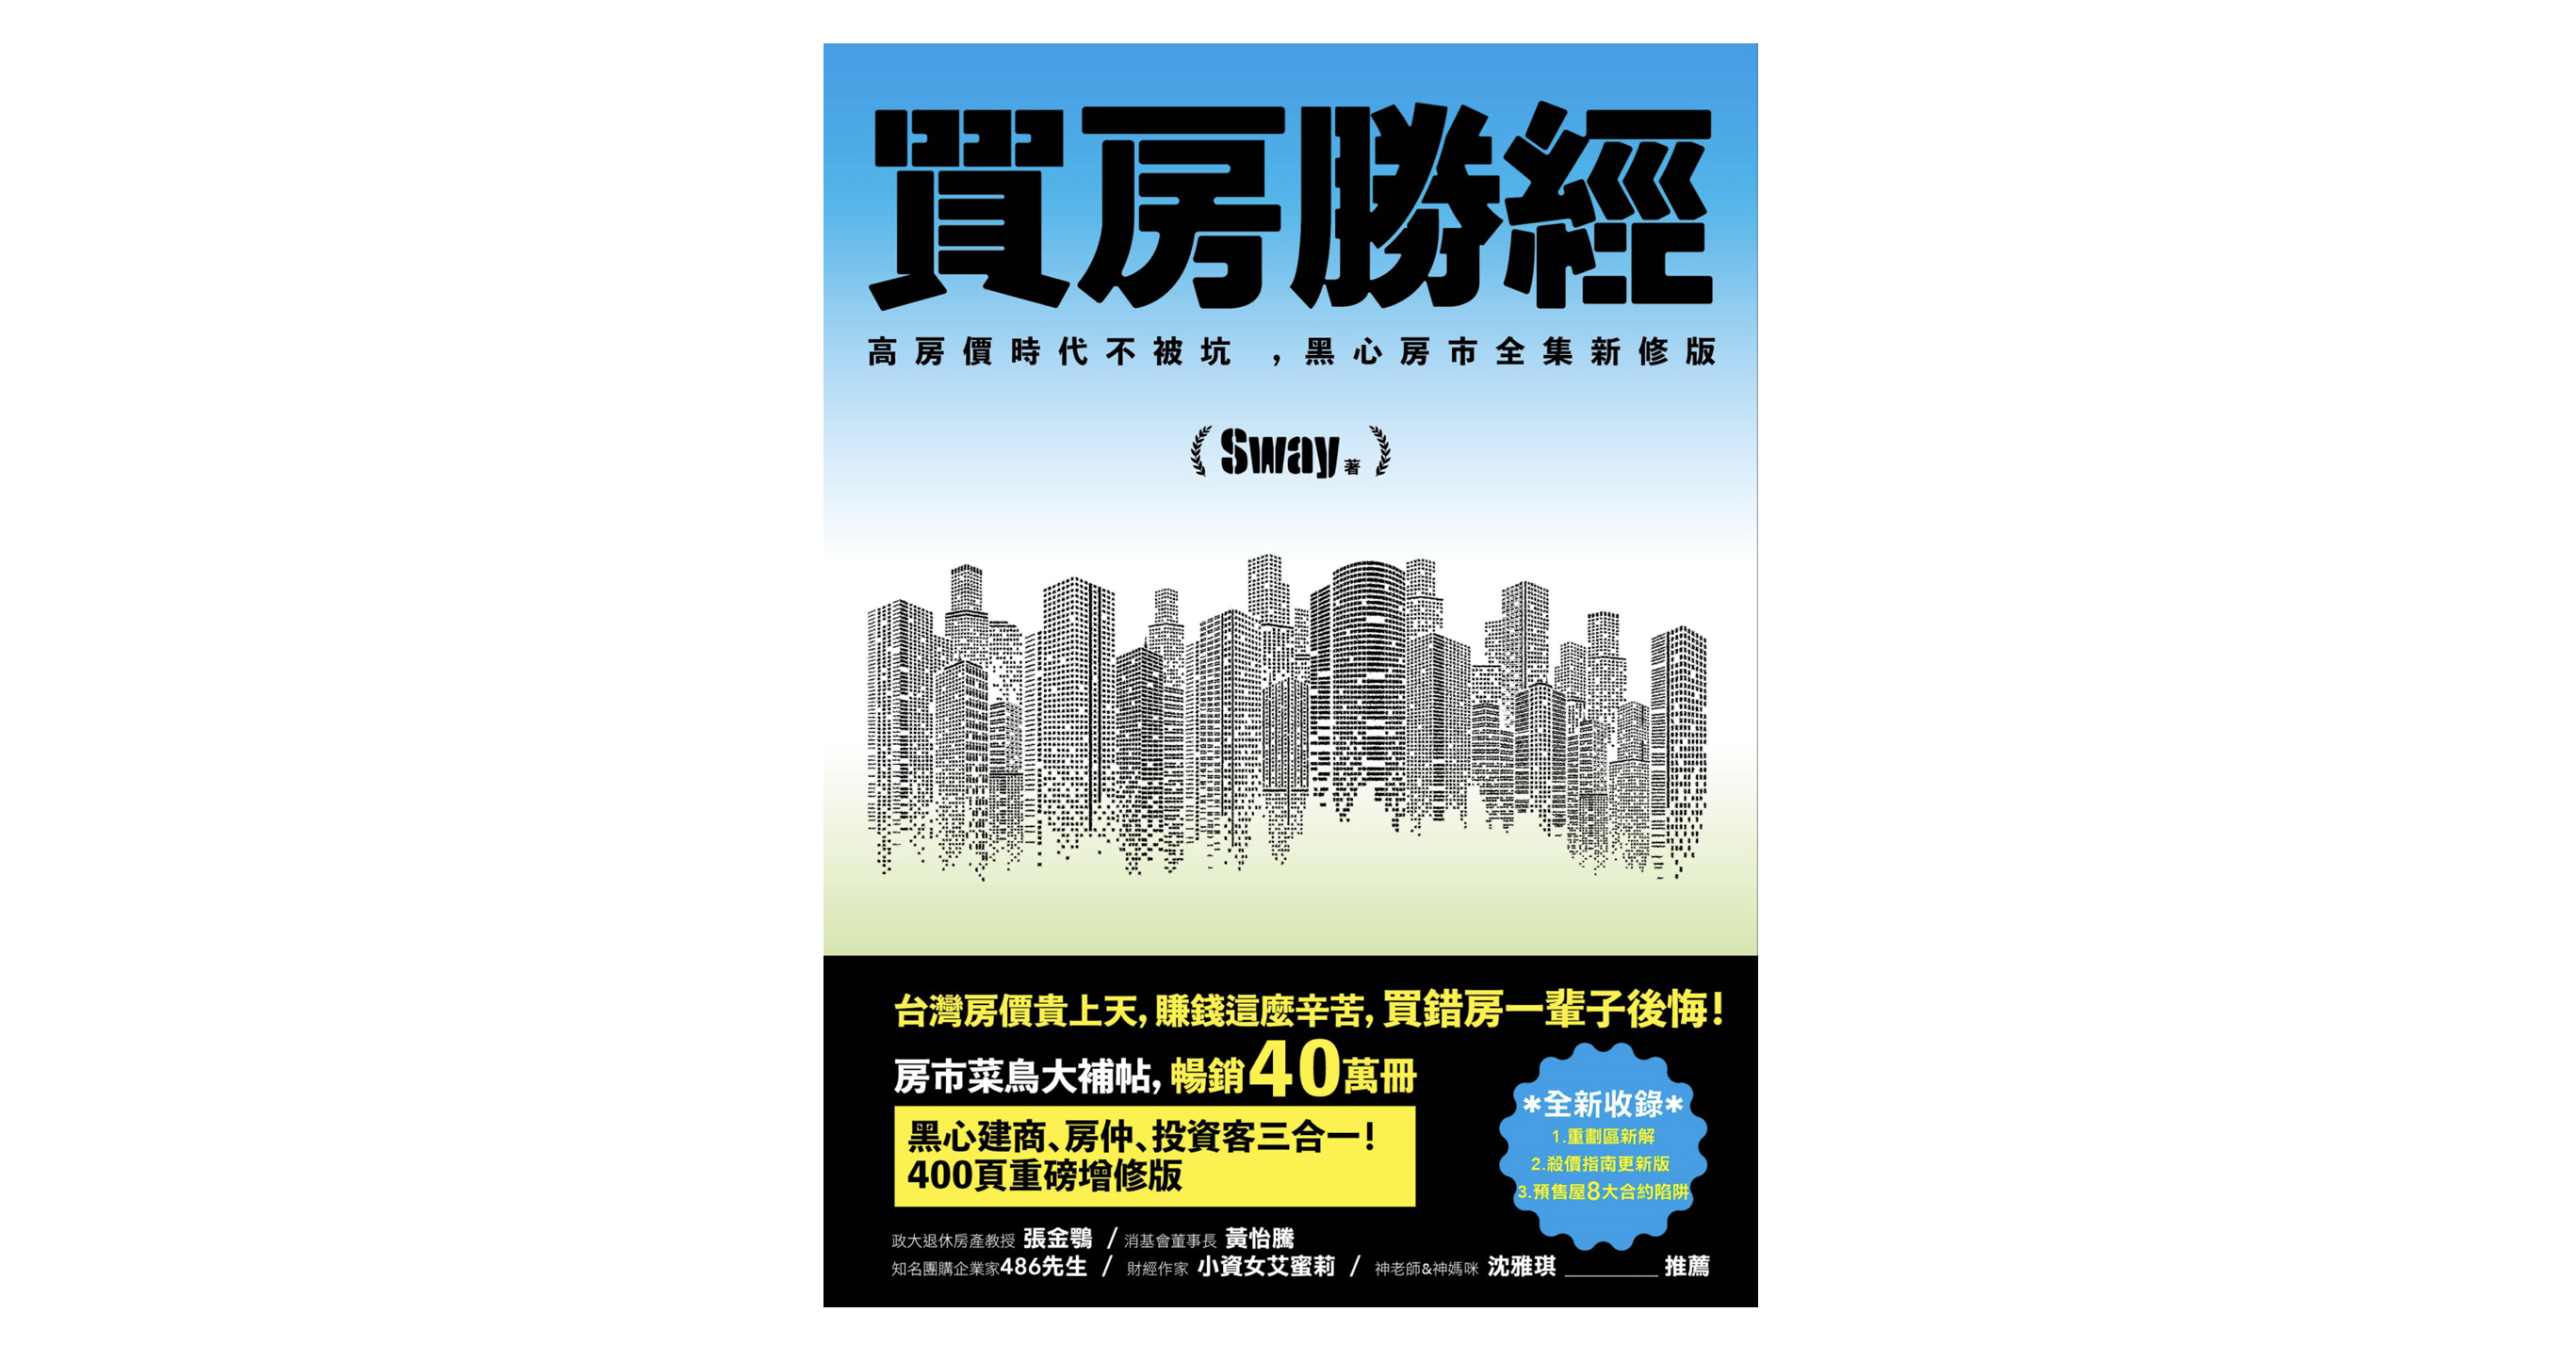 買房勝經
高房價時代不被坑，黑心房市全集新修版
Sway著
台灣房價貴上天, 賺錢這麼辛苦, 買錯房一輩子後悔!
房市菜鳥大補帖, 暢銷40萬冊
黑心建商、房仲、投資客三合一!
400頁重磅增修版
*全新收錄*
1.重劃區新解
2.殺價指南更新版
3.預售屋8大合約陷阱
政大退休房產教授 張金鶚 / 消基會董事長 黃怡騰
知名團購企業家486先生 / 財經作家 小資女艾蜜莉 / 神老師&神媽咪 沈雅琪 ______ 推薦